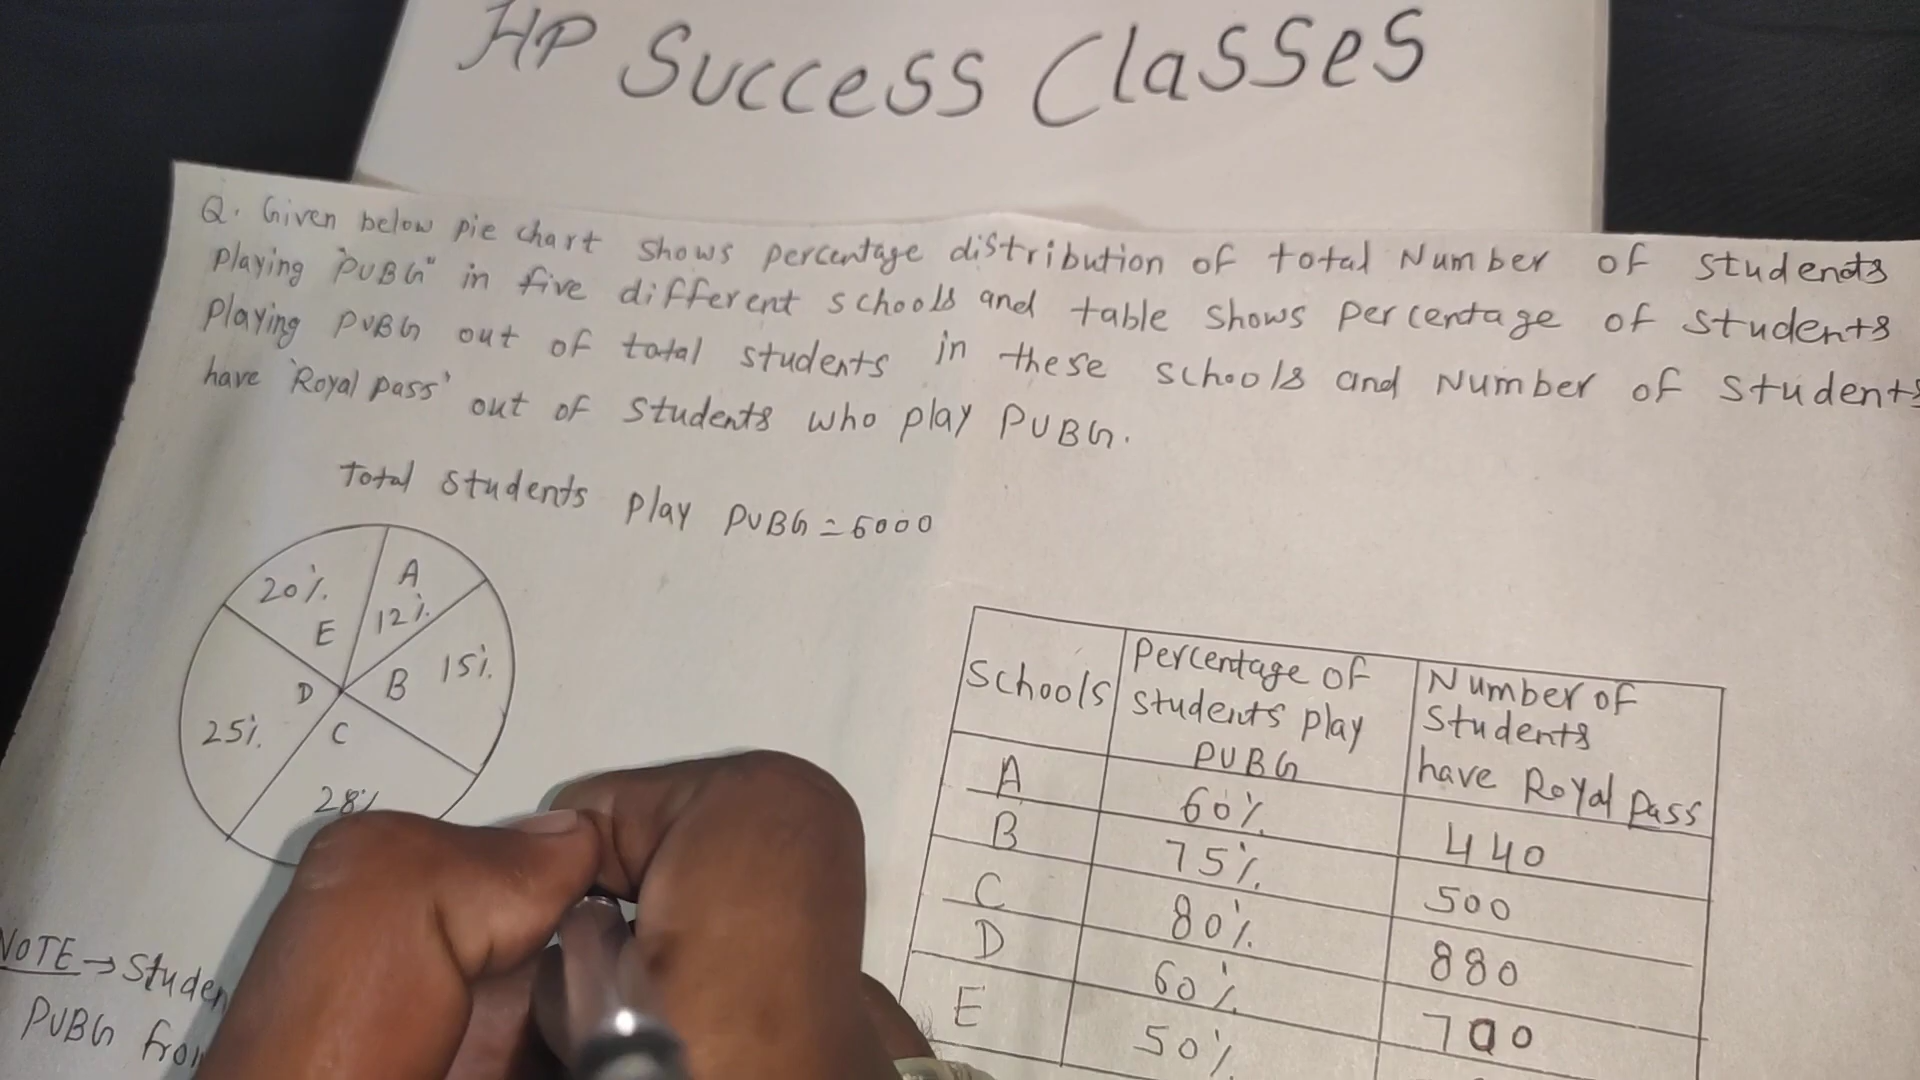 HP Success Classes
Q. Given below pie chart shows percentage distribution of total Number of students
playing "PUBG" in five different schools and table shows percentage of students
playing PUBG out of total students in these schools and Number of students
have 'Royal pass' out of students who play PUBG.
Total students play PUBG = 6000
20%
E
A
12%
15%
B
D
25%
C
28%
Schools
Percentage of
students play
PUBG
Number of
Students
have Royal pass
A 60% 440
B 75% 500
C 80% 880
D 60% 700
E 50%
NOTE →
PUBG